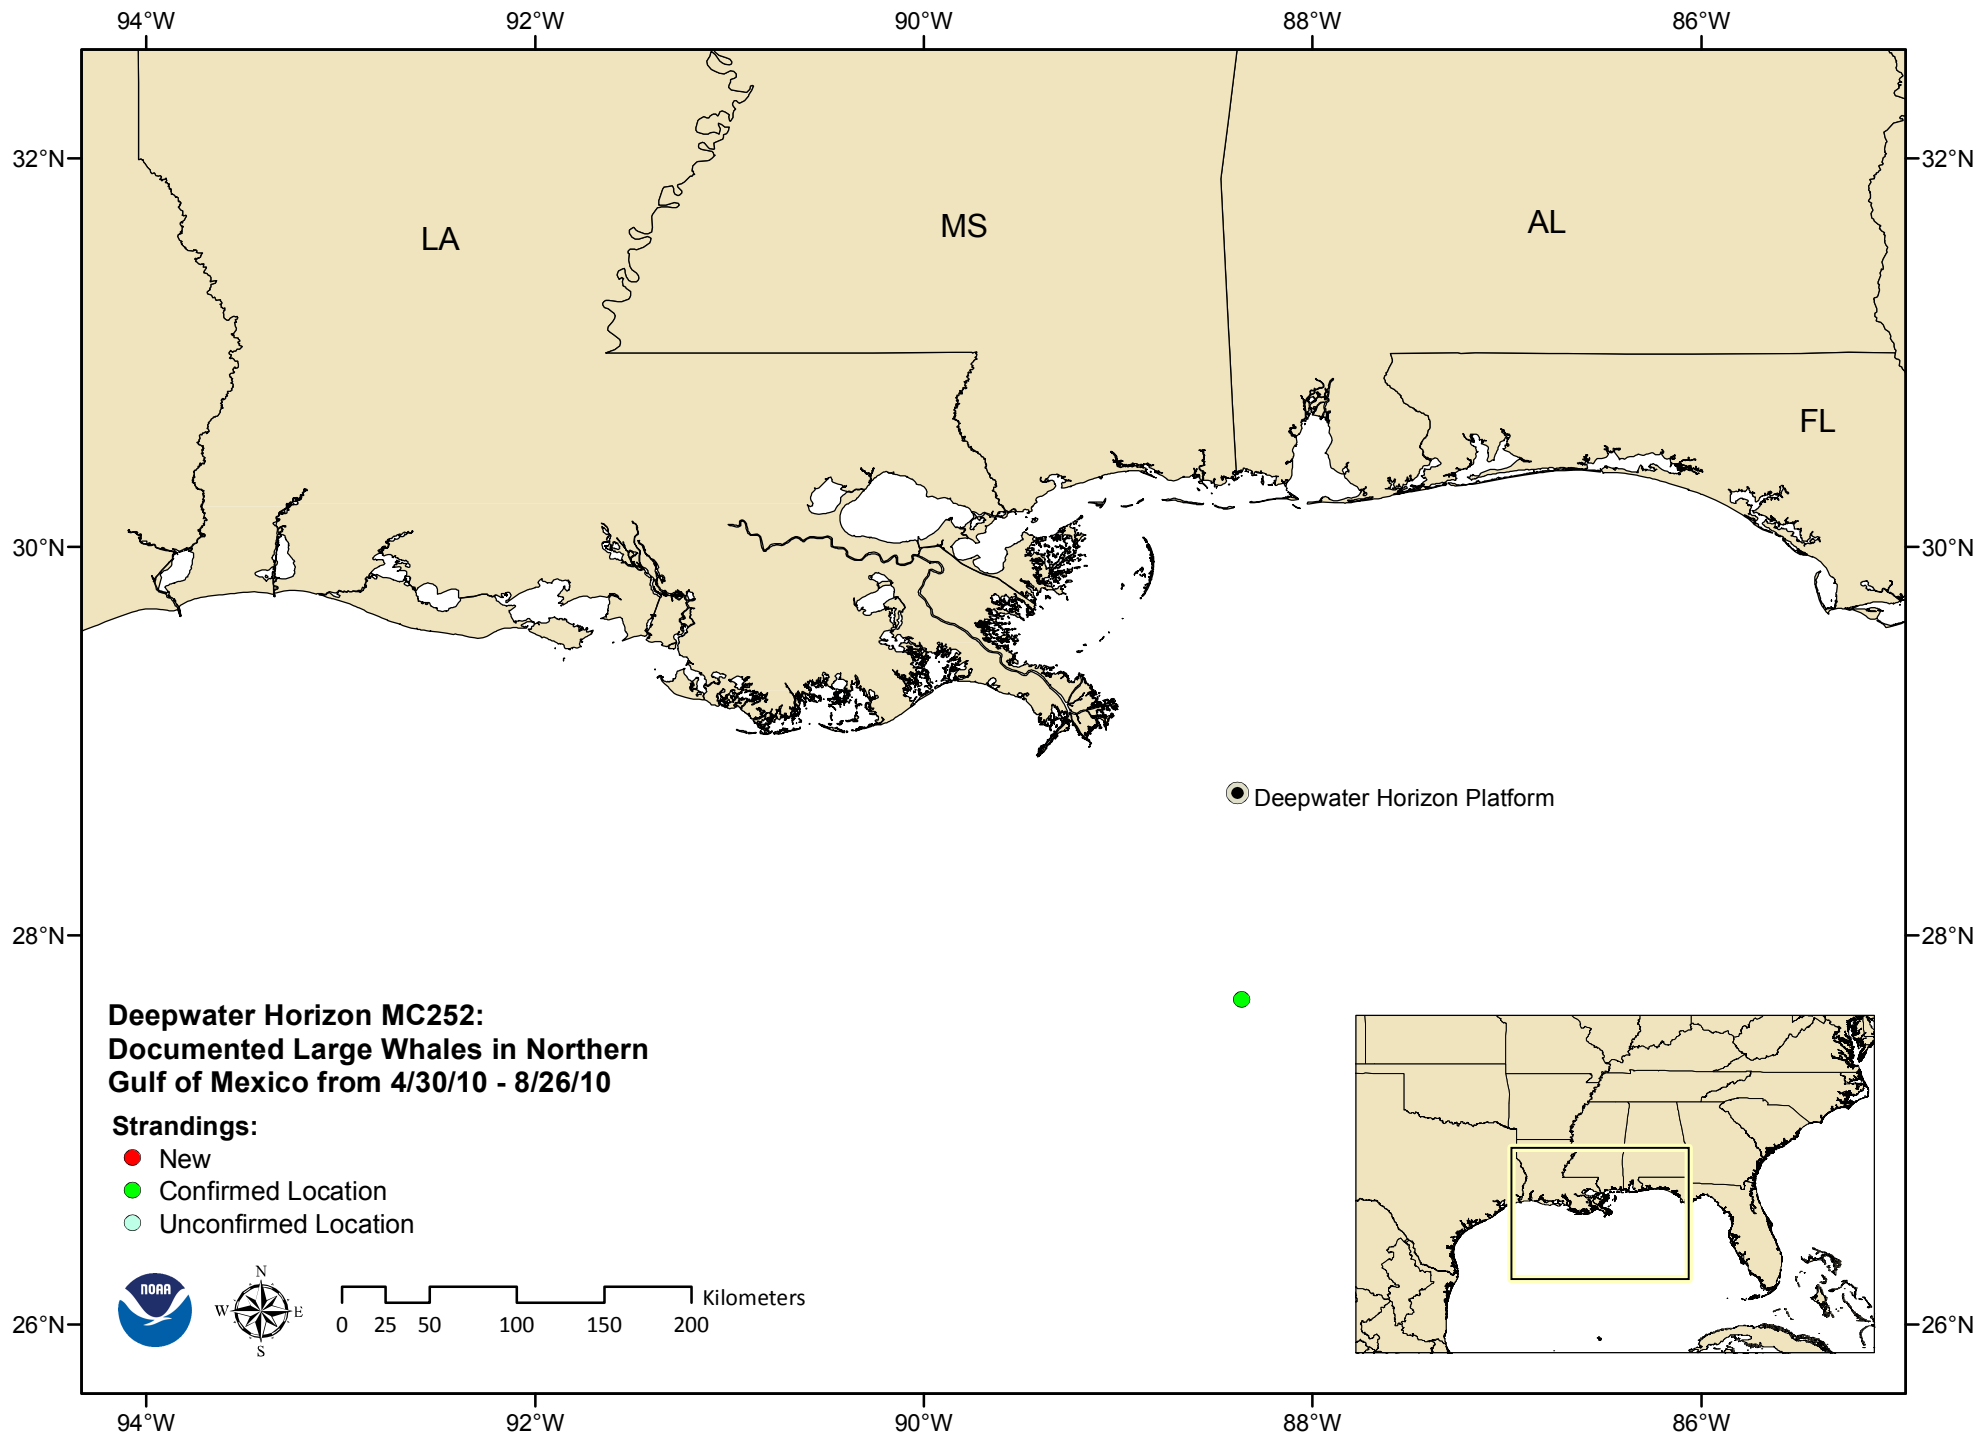 94°W 92°W 90°W 88°W 86°W
32°N 32°N
LA MS AL
FL
30°N 30°N
Deepwater Horizon Platform
28°N 28°N
Deepwater Horizon MC252:
Documented Large Whales in Northern
Gulf of Mexico from 4/30/10 - 8/26/10
Strandings:
New
Confirmed Location
Unconfirmed Location
NOAA
N
W E
S
Kilometers
0 25 50 100 150 200
26°N 26°N
94°W 92°W 90°W 88°W 86°W